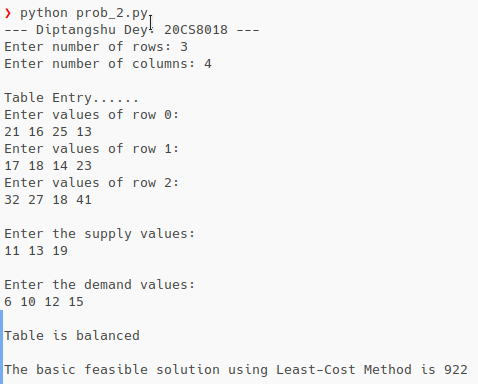 ❯ python prob_2.py
--- Diptangshu Dey: 20CS8018 ---
Enter number of rows: 3
Enter number of columns: 4
Table Entry......
Enter values of row 0:
21 16 25 13
Enter values of row 1:
17 18 14 23
Enter values of row 2:
32 27 18 41
Enter the supply values:
11 13 19
Enter the demand values:
6 10 12 15
Table is balanced
The basic feasible solution using Least-Cost Method is 922